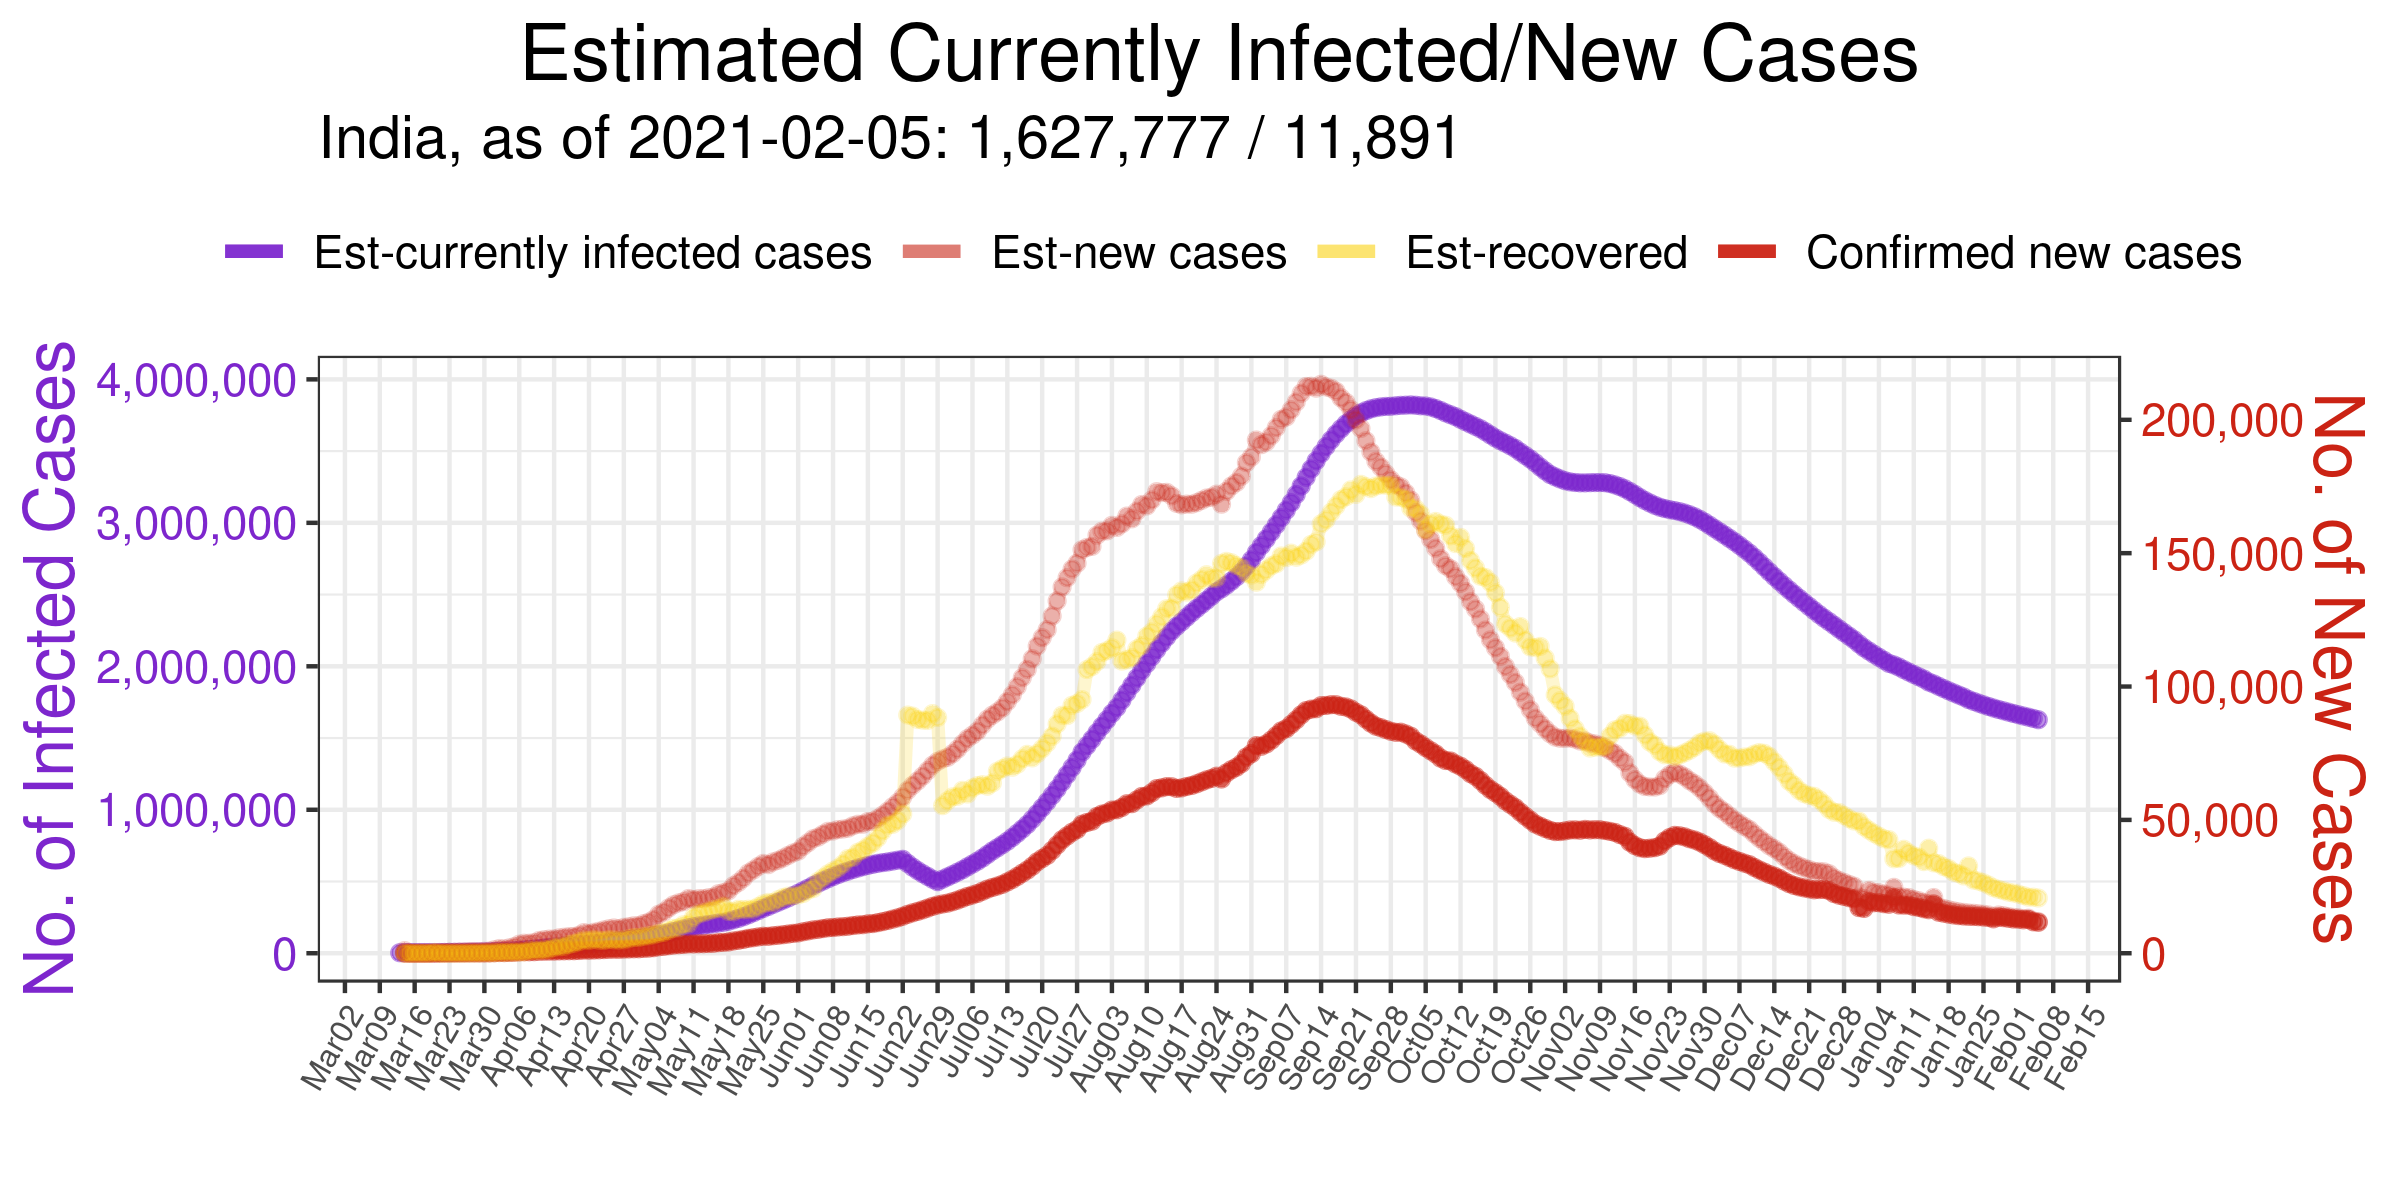 Estimated Currently Infected/New Cases
India, as of 2021-02-05: 1,627,777 / 11,891
Est-currently infected cases Est-new cases Est-recovered Confirmed new cases
No. of Infected Cases
4,000,000
3,000,000
2,000,000
1,000,000
0
200,000
150,000
100,000
50,000
0
No. of New Cases
Mar02 Mar09 Mar16 Mar23 Mar30 Apr06 Apr13 Apr20 Apr27 May04 May11 May18 May25 Jun01 Jun08 Jun15 Jun22 Jun29 Jul06 Jul13 Jul20 Jul27 Aug03 Aug10 Aug17 Aug24 Aug31 Sep07 Sep14 Sep21 Sep28 Oct05 Oct12 Oct19 Oct26 Nov02 Nov09 Nov16 Nov23 Nov30 Dec07 Dec14 Dec21 Dec28 Jan04 Jan11 Jan18 Jan25 Feb01 Feb08 Feb15